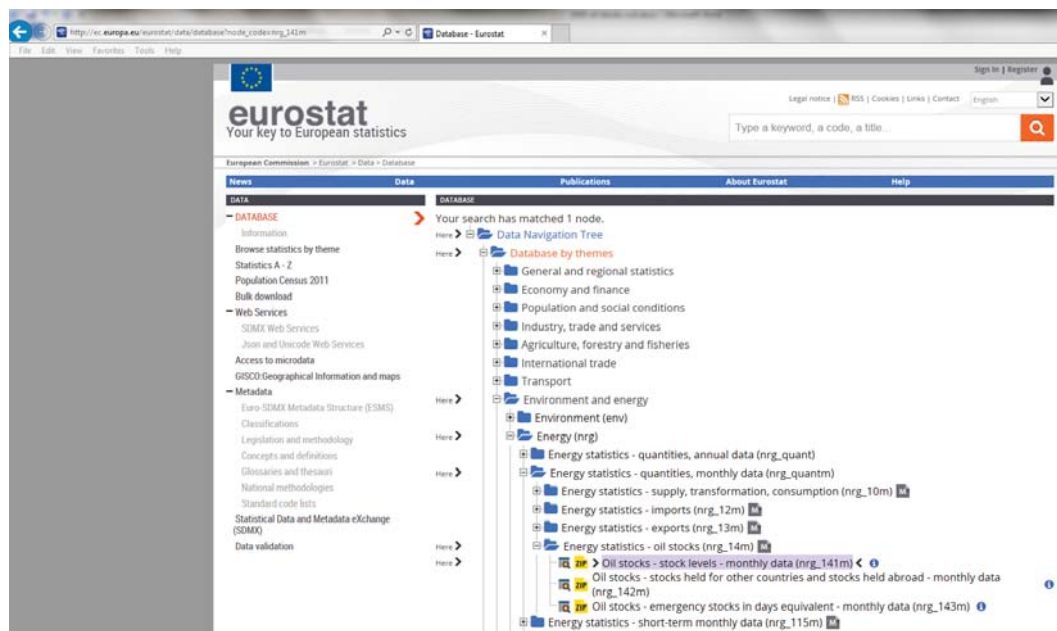 http://ec.europa.eu/eurostat/data/database?node_code=nrg_141m
Database - Eurostat
File Edit View Favorites Tools Help
Sign In | Register
Legal notice | RSS | Cookies | Links | Contact English
eurostat
Your key to European statistics
Type a keyword, a code, a title...
European Commission > Eurostat > Data > Database
News Data Publications About Eurostat Help
DATA
DATABASE
Information
Browse statistics by theme
Statistics A - Z
Population Census 2011
Bulk download
Web Services
SDMX Web Services
Json and Unicode Web Services
Access to microdata
GISCO:Geographical Information and maps
Metadata
Euro-SDMX Metadata Structure (ESMS)
Classifications
Legislation and methodology
Concepts and definitions
Glossaries and thesauri
National methodologies
Standard code lists
Statistical Data and Metadata eXchange
(SDMX)
Data validation
DATABASE
Your search has matched 1 node.
Here > Data Navigation Tree
Here > Database by themes
General and regional statistics
Economy and finance
Population and social conditions
Industry, trade and services
Agriculture, forestry and fisheries
International trade
Transport
Here > Environment and energy
Environment (env)
Here > Energy (nrg)
Energy statistics - quantities, annual data (nrg_quant)
Here > Energy statistics - quantities, monthly data (nrg_quantm)
Energy statistics - supply, transformation, consumption (nrg_10m) M
Energy statistics - imports (nrg_12m) M
Energy statistics - exports (nrg_13m) M
Here > Energy statistics - oil stocks (nrg_14m) M
Here > ZIP > Oil stocks - stock levels - monthly data (nrg_141m) <
ZIP Oil stocks - stocks held for other countries and stocks held abroad - monthly data
(nrg_142m)
ZIP Oil stocks - emergency stocks in days equivalent - monthly data (nrg_143m)
Energy statistics - short-term monthly data (nrg_115m) M